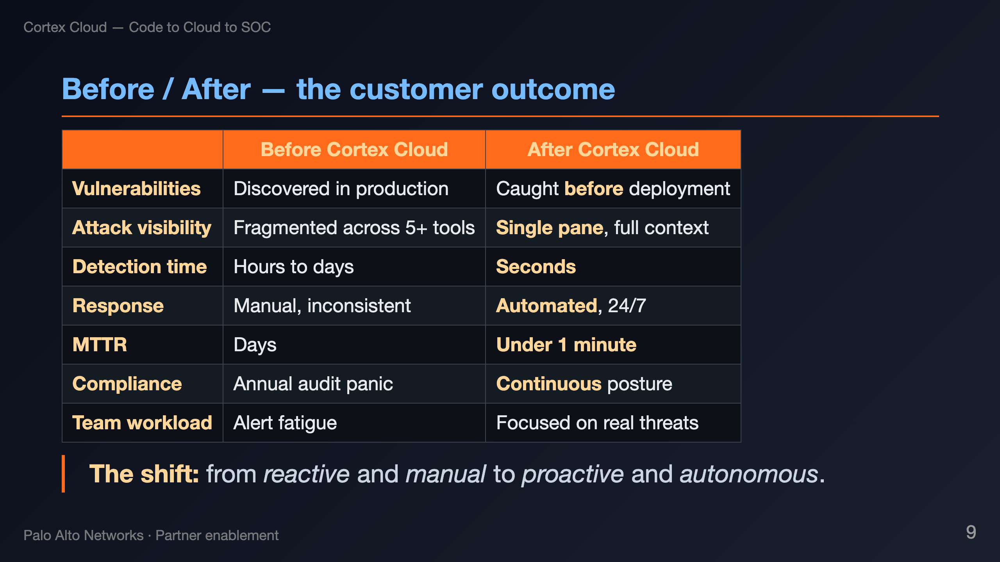 Cortex Cloud — Code to Cloud to SOC
Before / After — the customer outcome
Before Cortex Cloud After Cortex Cloud
Vulnerabilities Discovered in production Caught before deployment
Attack visibility Fragmented across 5+ tools Single pane, full context
Detection time Hours to days Seconds
Response Manual, inconsistent Automated, 24/7
MTTR Days Under 1 minute
Compliance Annual audit panic Continuous posture
Team workload Alert fatigue Focused on real threats
The shift: from reactive and manual to proactive and autonomous.
Palo Alto Networks · Partner enablement
9